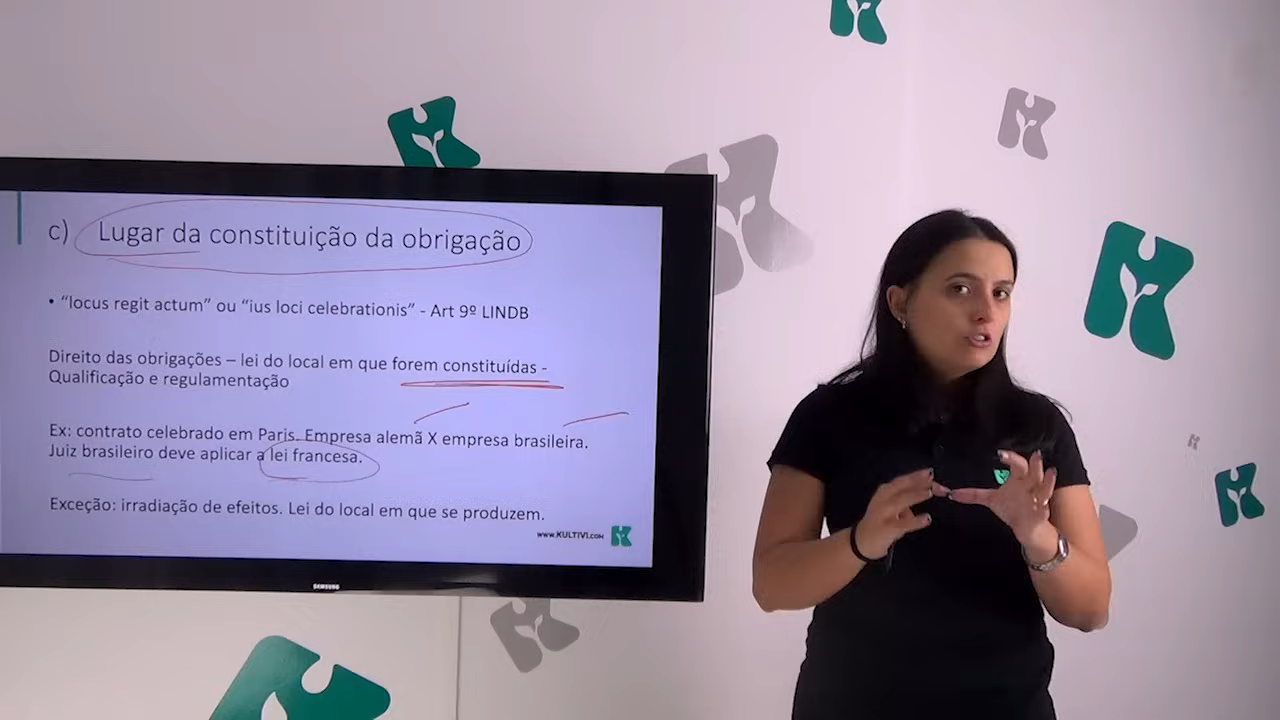 c) Lugar da constituição da obrigação
• “locus regit actum” ou “ius loci celebrationis” - Art 9º LINDB
Direito das obrigações – lei do local em que forem constituídas -
Qualificação e regulamentação
Ex: contrato celebrado em Paris. Empresa alemã X empresa brasileira.
Juiz brasileiro deve aplicar a lei francesa.
Exceção: irradiação de efeitos. Lei do local em que se produzem.
www.KULTIVI.COM
SAMSUNG